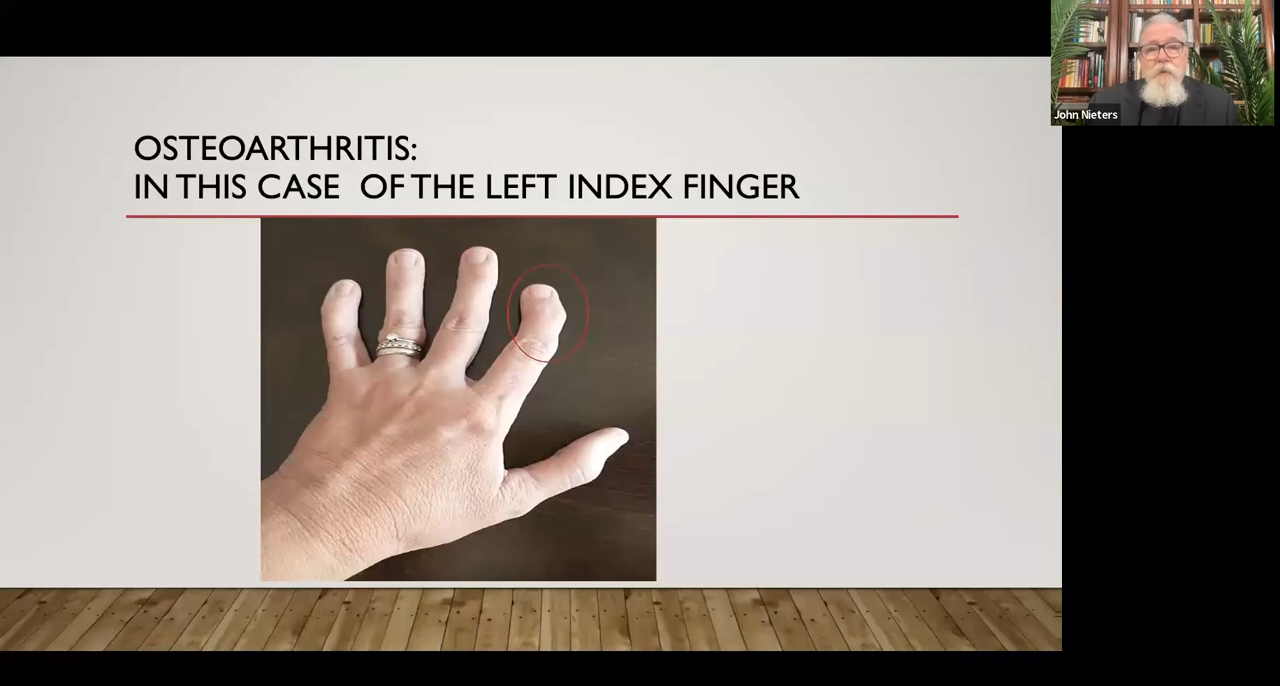 OSTEOARTHRITIS:
IN THIS CASE  OF THE LEFT INDEX FINGER
John Nieters